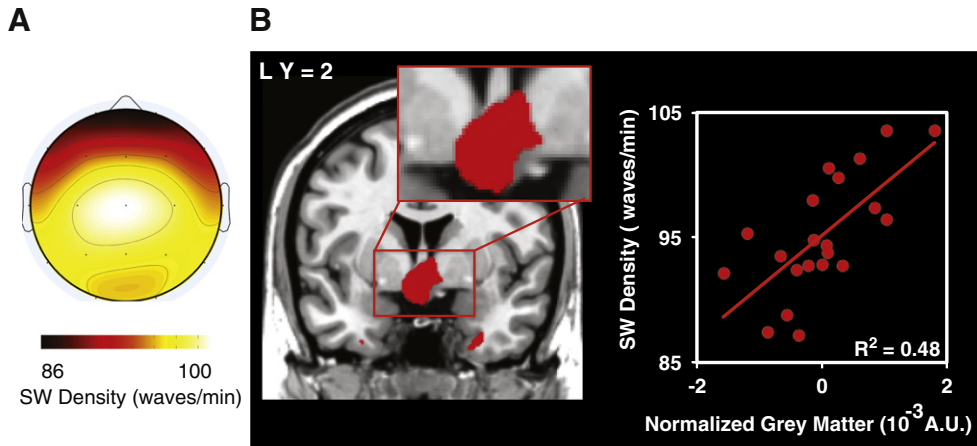 A
B
L Y = 2
86
100
SW Density (waves/min)
SW Density ( waves/min)
105
95
85
R² = 0.48
-2
0
2
Normalized Grey Matter (10⁻³ A.U.)